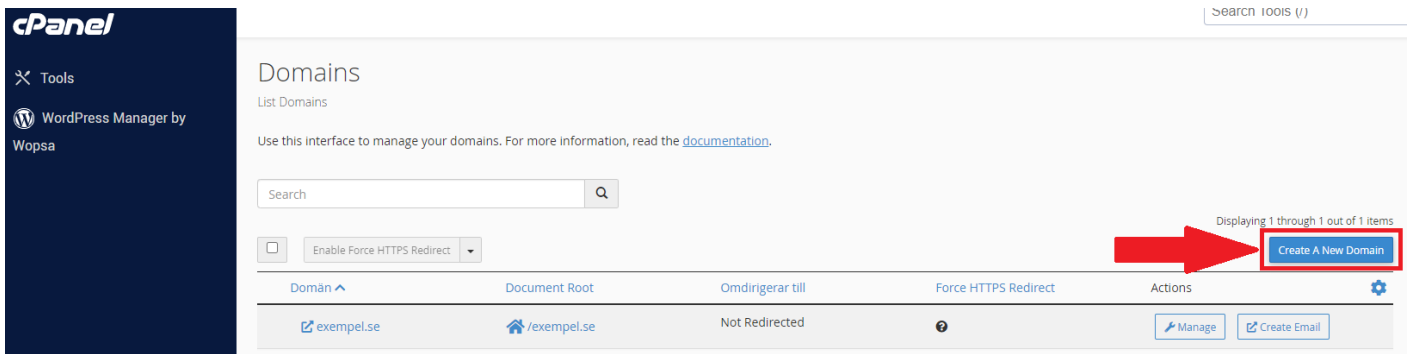 cPanel
Search Tools (/)
Tools
WordPress Manager by
Wopsa
Domains
List Domains
Use this interface to manage your domains. For more information, read the documentation.
Search
Displaying 1 through 1 out of 1 items
Enable Force HTTPS Redirect
Create A New Domain
Domän Document Root Omdirigerar till Force HTTPS Redirect Actions
exempel.se /exempel.se Not Redirected Manage Create Email